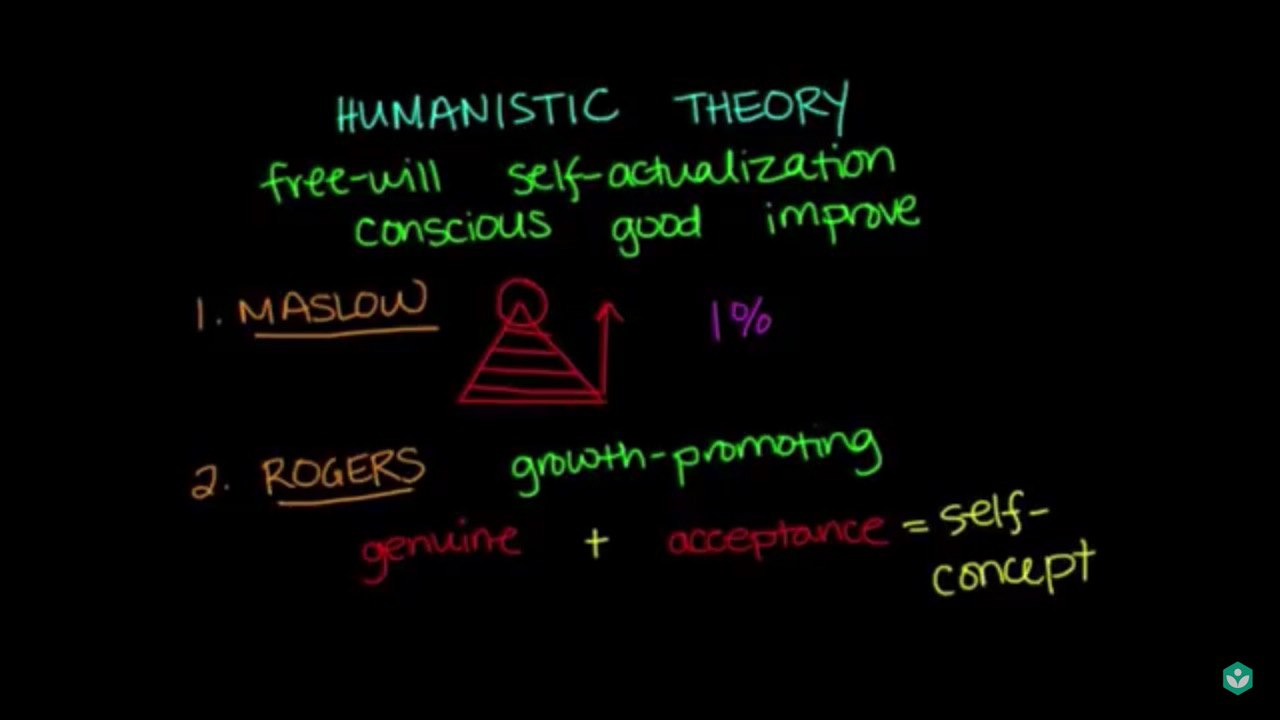 HUMANISTIC THEORY
free-will self-actualization
conscious good improve
1. MASLOW 1%
2. ROGERS growth-promoting
genuine + acceptance = self-
concept